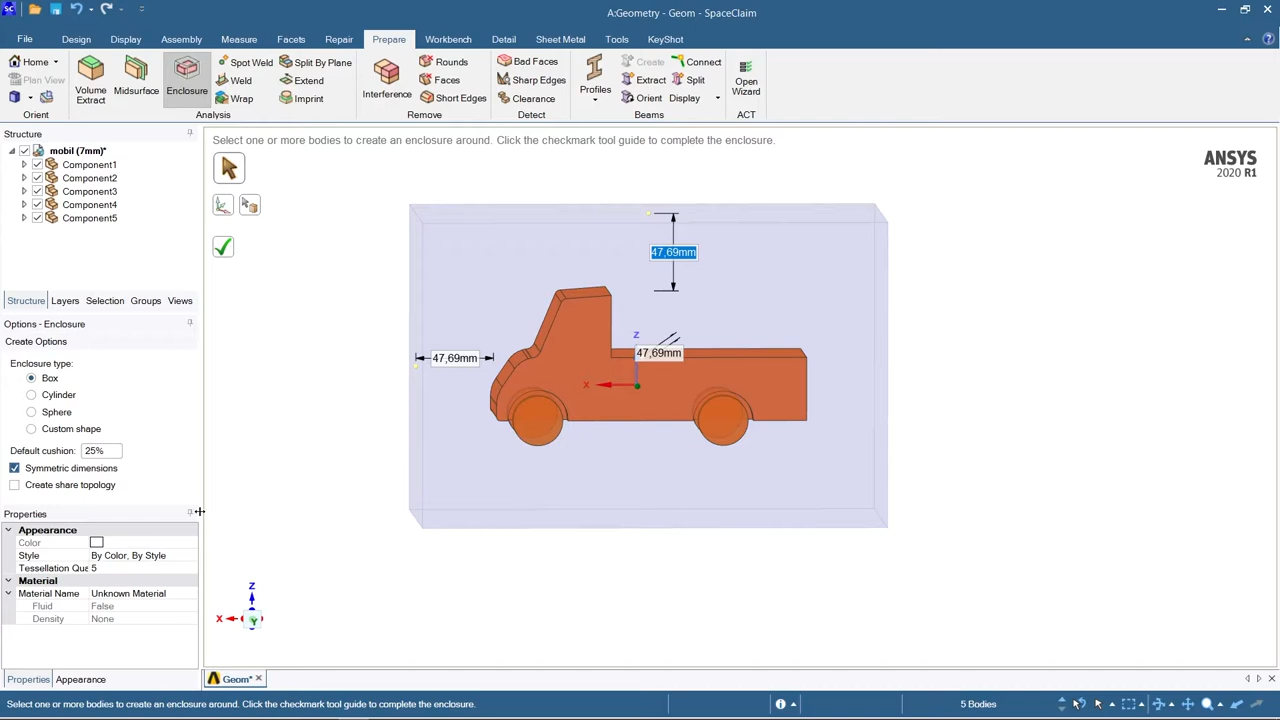 A:Geometry - Geom - SpaceClaim
File Design Display Assembly Measure Facets Repair Prepare Workbench Detail Sheet Metal Tools KeyShot
Home Spot Weld Split By Plane Rounds Bad Faces Create Connect
Plan View Weld Extend Faces Sharp Edges Extract Split
Wrap Imprint Short Edges Clearance Orient Display
Volume Extract Midsurface Enclosure Interference Profiles Open Wizard
Orient Analysis Remove Detect Beams ACT
Structure
mobil (7mm)*
Component1
Component2
Component3
Component4
Component5
Structure Layers Selection Groups Views
Options - Enclosure
Create Options
Enclosure type:
Box
Cylinder
Sphere
Custom shape
Default cushion: 25%
Symmetric dimensions
Create share topology
Properties
Appearance
Color
Style By Color, By Style
Tessellation Qua 5
Material
Material Name Unknown Material
Fluid False
Density None
Properties Appearance
Select one or more bodies to create an enclosure around. Click the checkmark tool guide to complete the enclosure.
ANSYS
2020 R1
47,69mm
Z
47,69mm
47,69mm
X
Z
X
Y
Geom*
Select one or more bodies to create an enclosure around. Click the checkmark tool guide to complete the enclosure.
5 Bodies